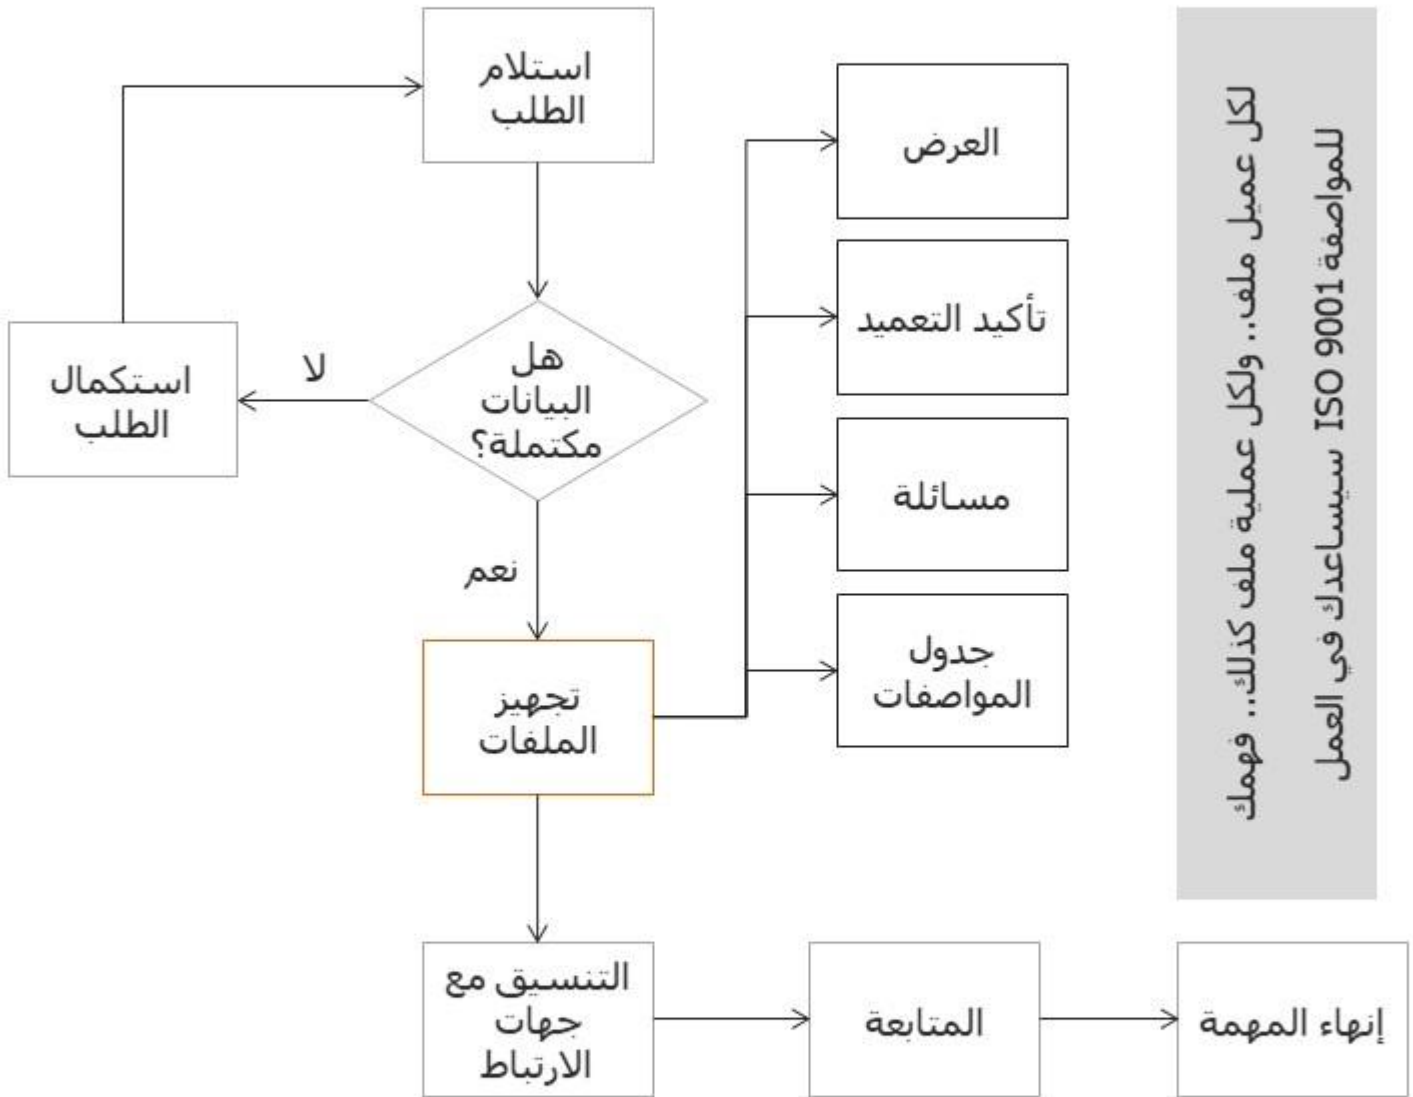 استلام
الطلب
هل
البيانات
مكتملة؟
لا
استكمال
الطلب
نعم
تجهيز
الملفات
العرض
تأكيد التعميد
مسائلة
جدول
المواصفات
التنسيق مع
جهات
الارتباط
المتابعة
إنهاء المهمة
لكل عميل ملف.. ولكل عملية ملف كذلك.. فهمك
للمواصفة ISO 9001 سيساعدك في العمل